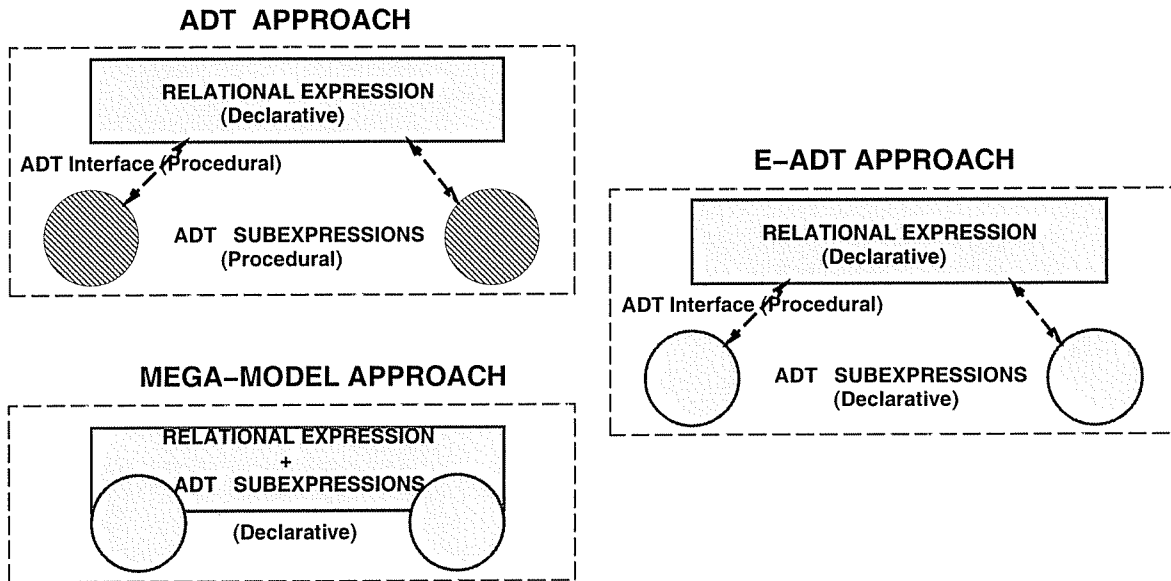 ADT APPROACH
RELATIONAL EXPRESSION
(Declarative)
ADT Interface (Procedural)
ADT SUBEXPRESSIONS
(Procedural)
MEGA–MODEL APPROACH
RELATIONAL EXPRESSION
+
ADT SUBEXPRESSIONS
(Declarative)
E–ADT APPROACH
RELATIONAL EXPRESSION
(Declarative)
ADT Interface (Procedural)
ADT SUBEXPRESSIONS
(Declarative)